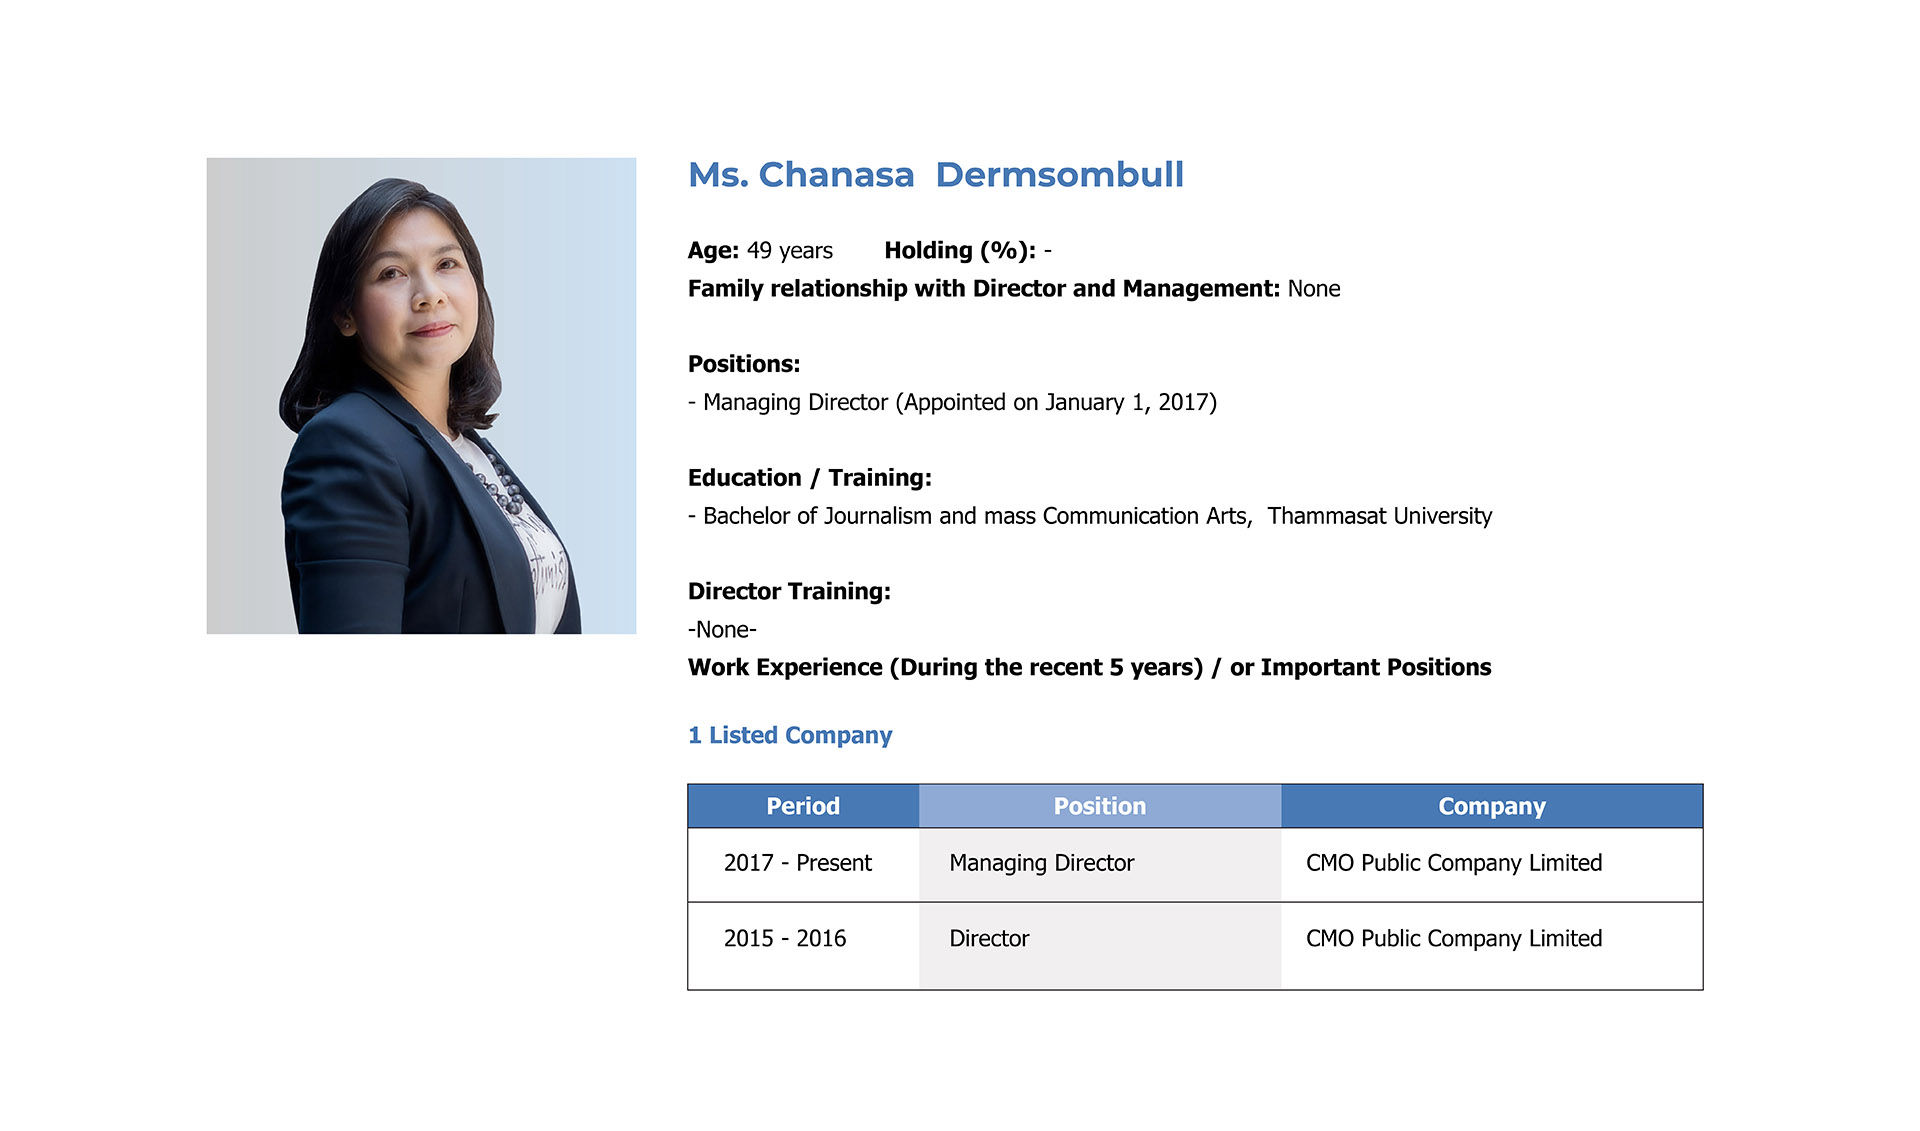 Ms. Chanasa  Dermsombull
Age: 49 years Holding (%): -
Family relationship with Director and Management: None
Positions:
- Managing Director (Appointed on January 1, 2017)
Education / Training:
- Bachelor of Journalism and mass Communication Arts,  Thammasat University
Director Training:
-None-
Work Experience (During the recent 5 years) / or Important Positions
1 Listed Company
Period Position Company
2017 - Present Managing Director CMO Public Company Limited
2015 - 2016 Director CMO Public Company Limited